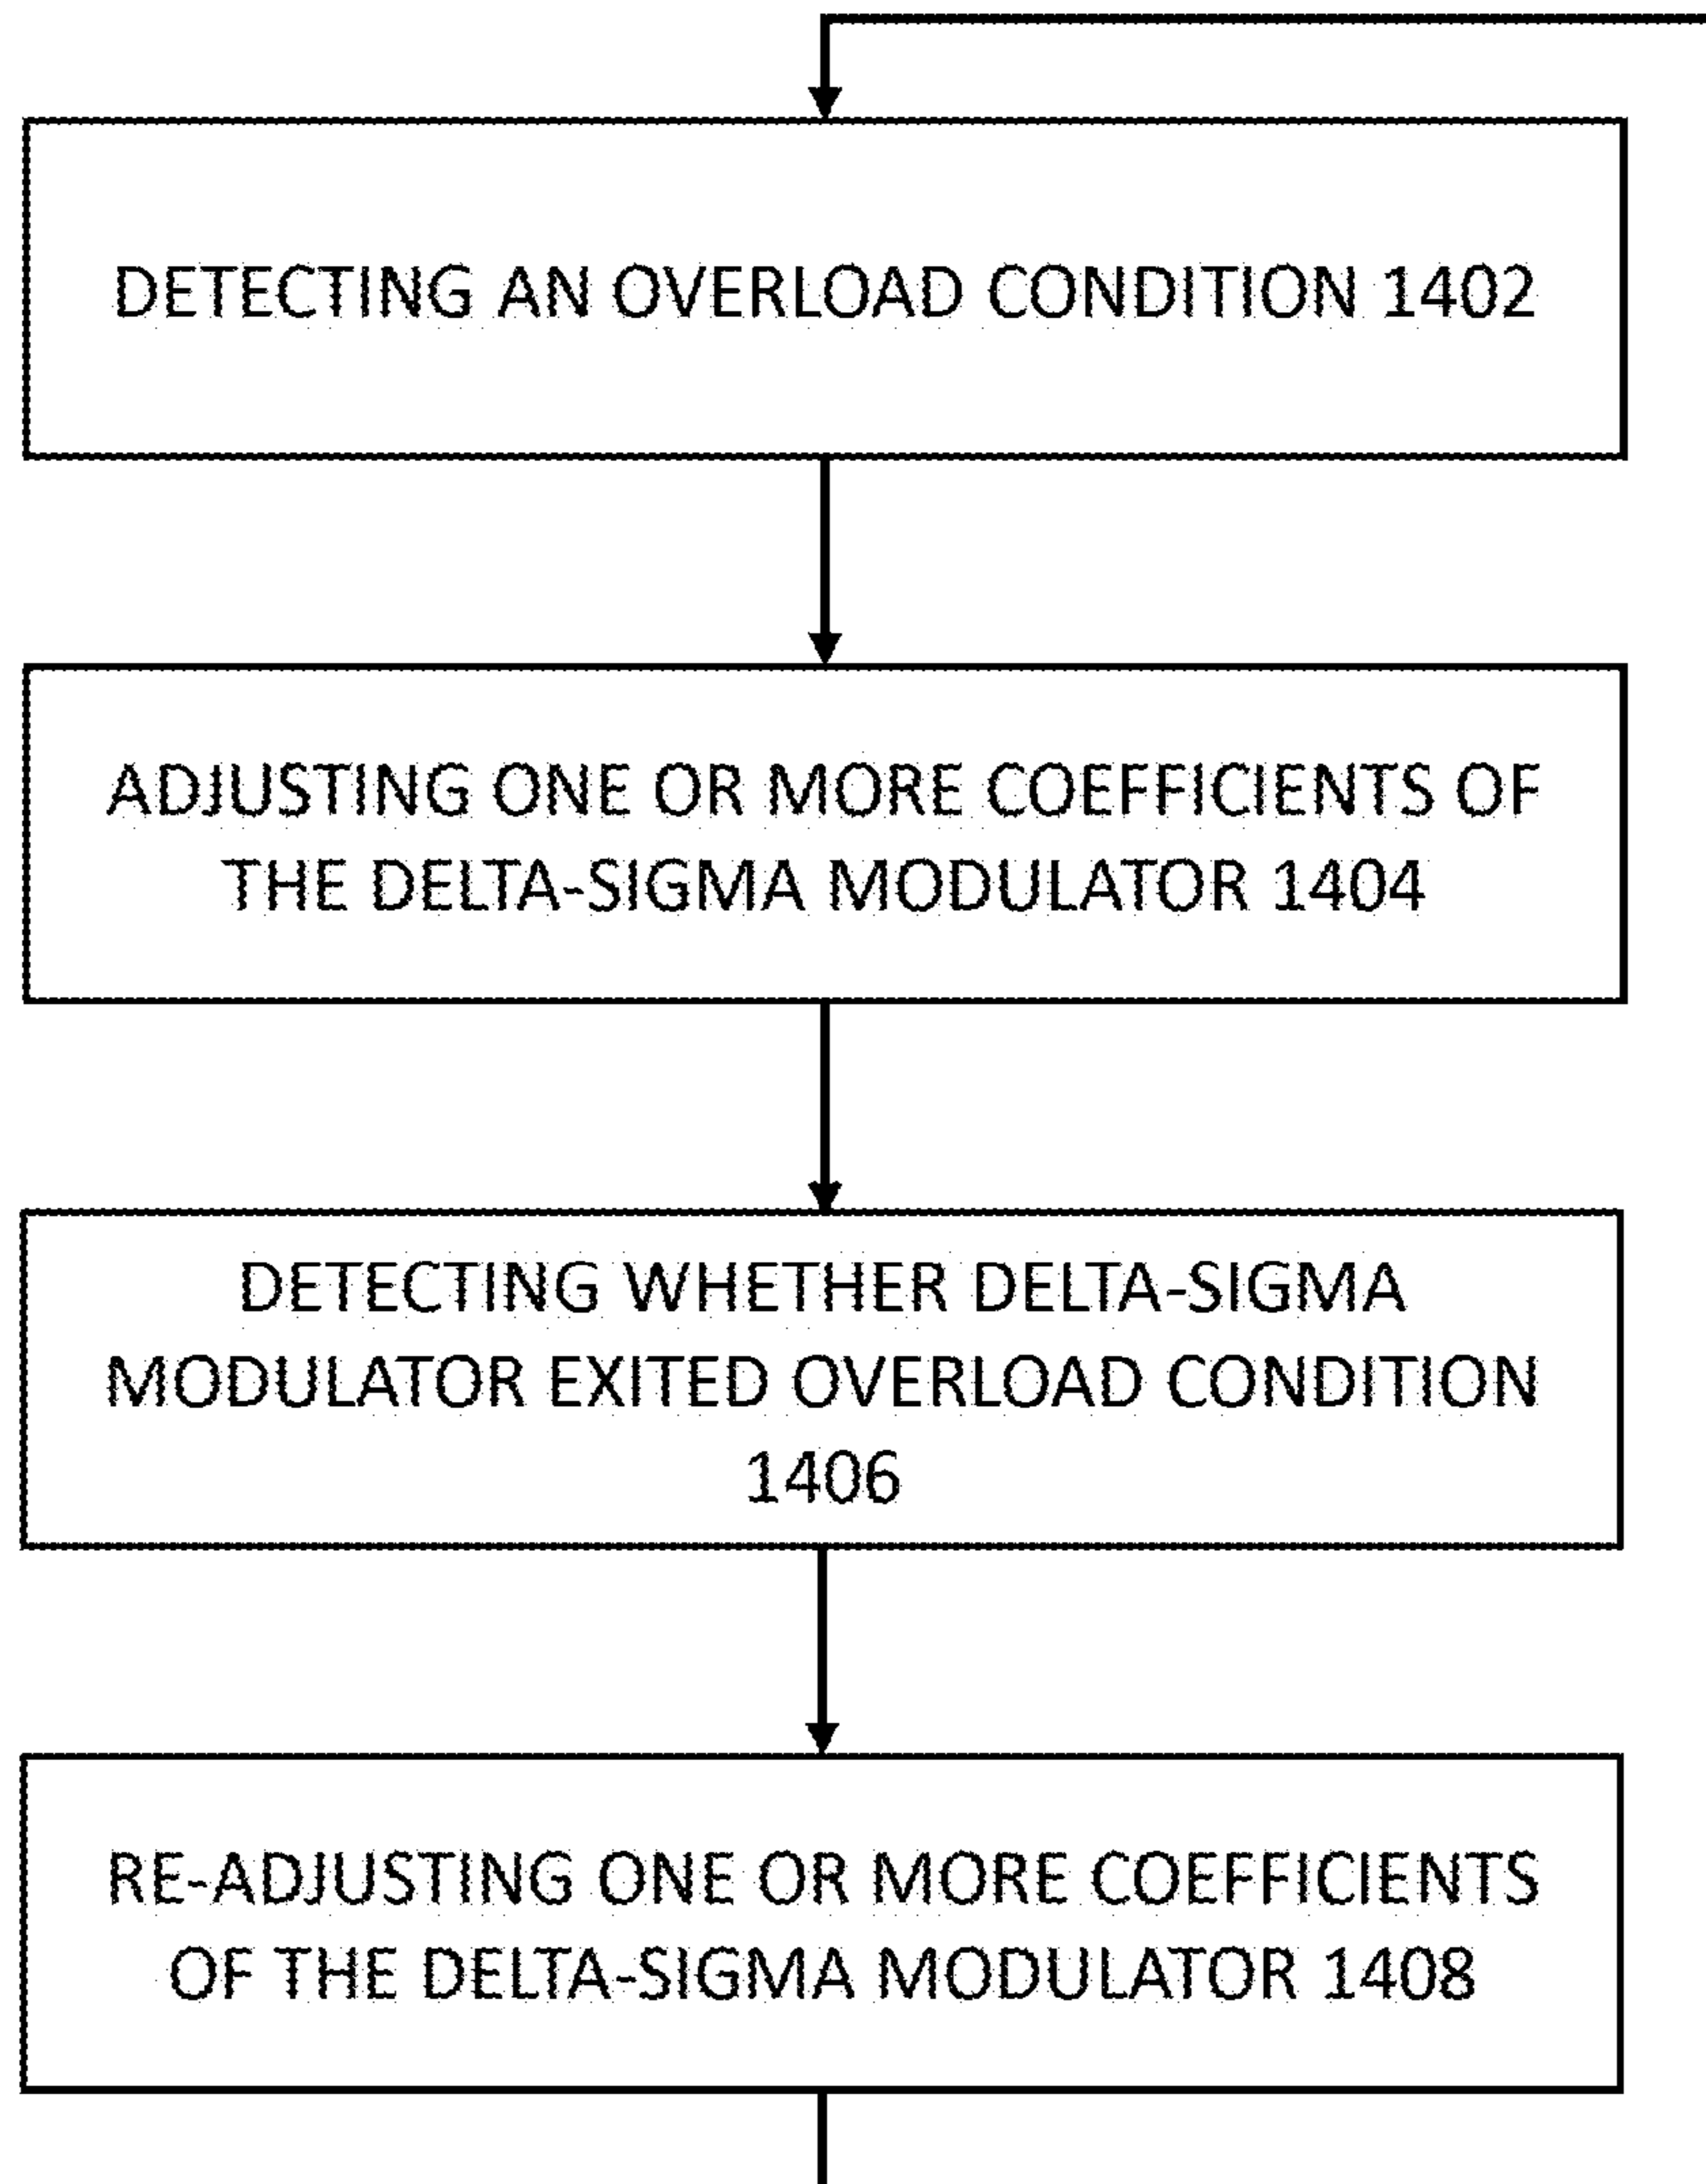 DETECTING AN OVERLOAD CONDITION 1402
ADJUSTING ONE OR MORE COEFFICIENTS OF
THE DELTA-SIGMA MODULATOR 1404
DETECTING WHETHER DELTA-SIGMA
MODULATOR EXITED OVERLOAD CONDITION
1406
RE-ADJUSTING ONE OR MORE COEFFICIENTS
OF THE DELTA-SIGMA MODULATOR 1408